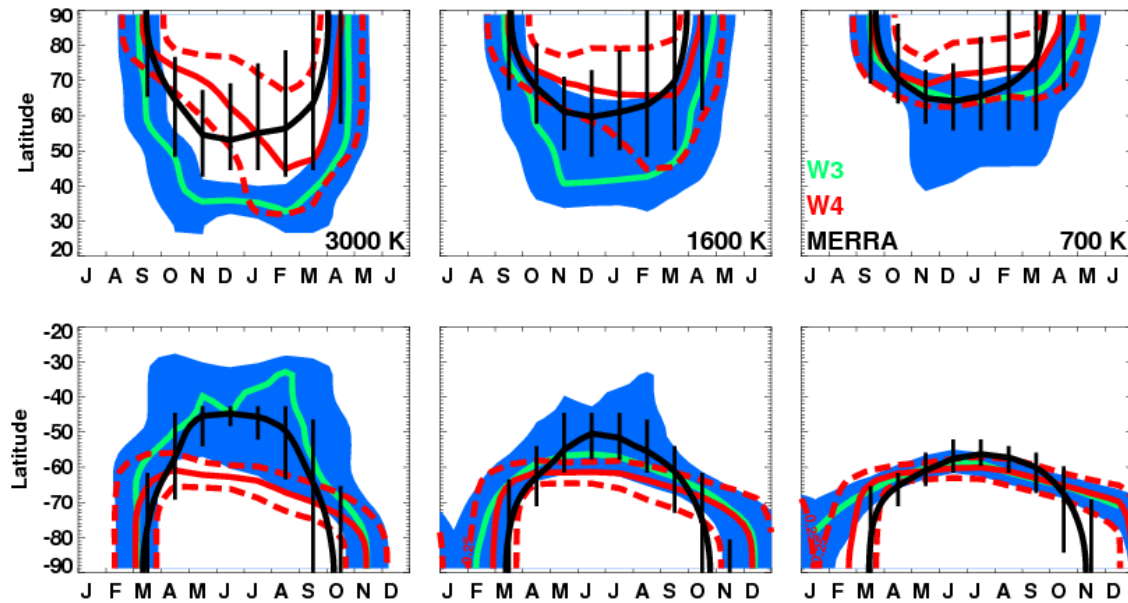 90
80
70
60
50
40
30
20
Latitude
W3
W4
3000 K
1600 K
MERRA
700 K
J A S O N D J F M A M J
J A S O N D J F M A M J
J A S O N D J F M A M J
-20
-30
-40
-50
-60
-70
-80
-90
Latitude
J F M A M J J A S O N D
J F M A M J J A S O N D
J F M A M J J A S O N D